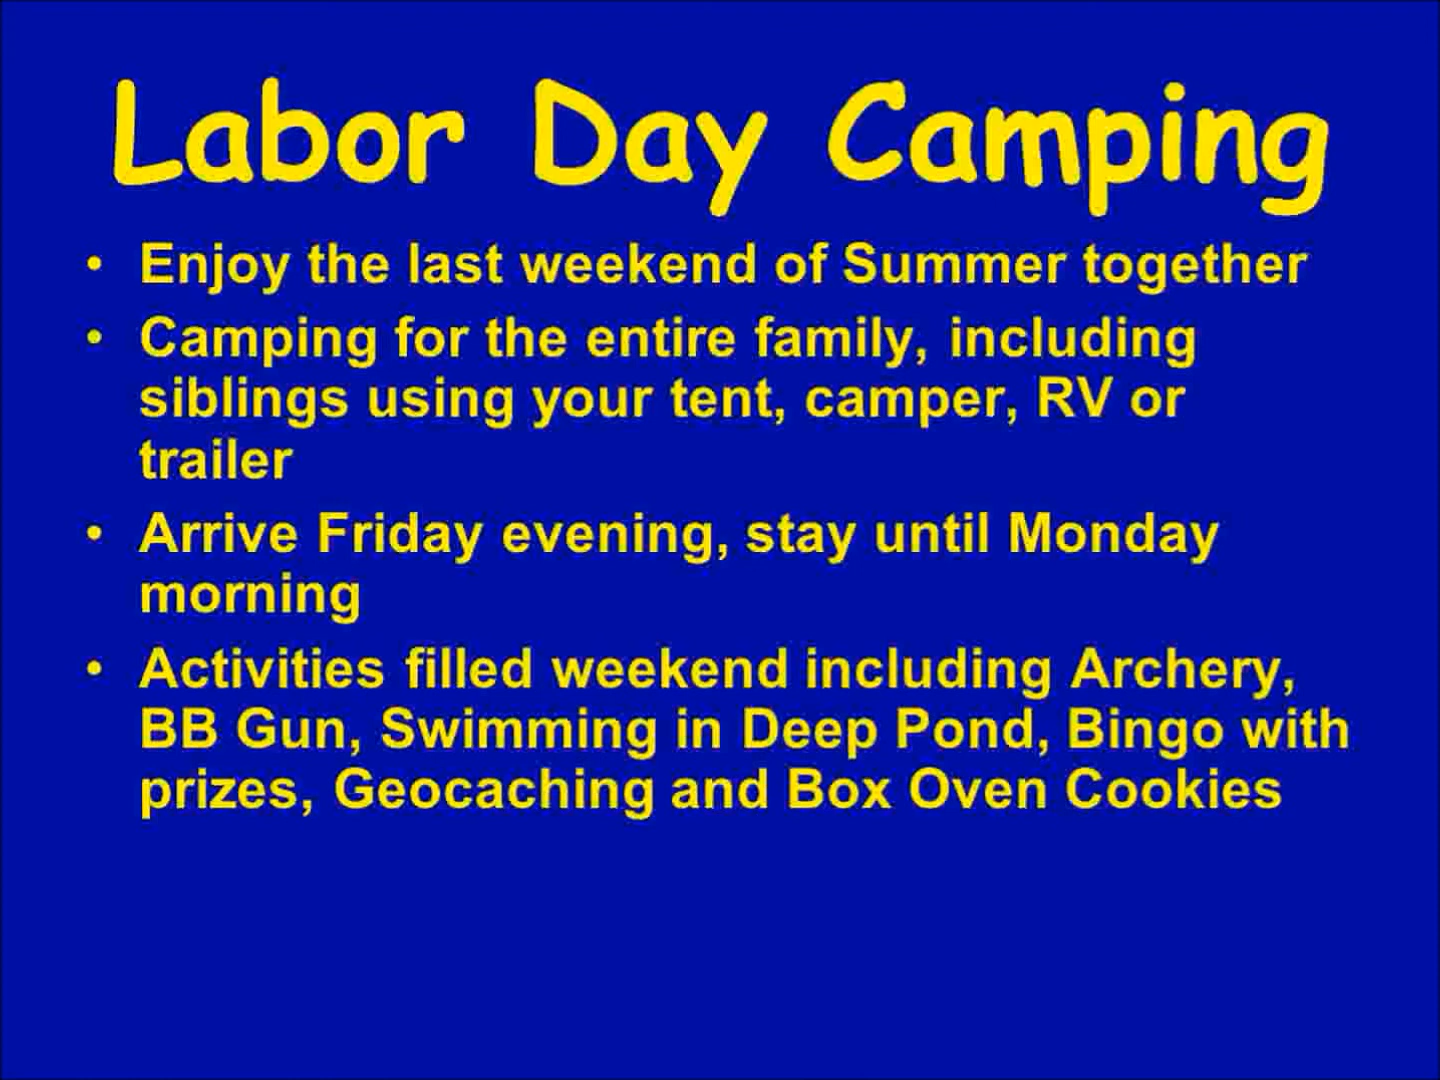 Labor Day Camping
• Enjoy the last weekend of Summer together
• Camping for the entire family, including
siblings using your tent, camper, RV or
trailer
• Arrive Friday evening, stay until Monday
morning
• Activities filled weekend including Archery,
BB Gun, Swimming in Deep Pond, Bingo with
prizes, Geocaching and Box Oven Cookies